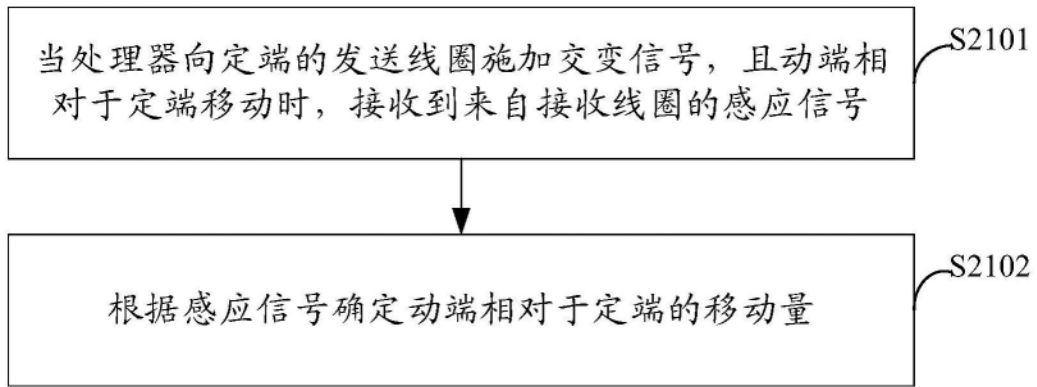 当处理器向定端的发送线圈施加交变信号，且动端相
对于定端移动时，接收到来自接收线圈的感应信号
S2101
根据感应信号确定动端相对于定端的移动量
S2102